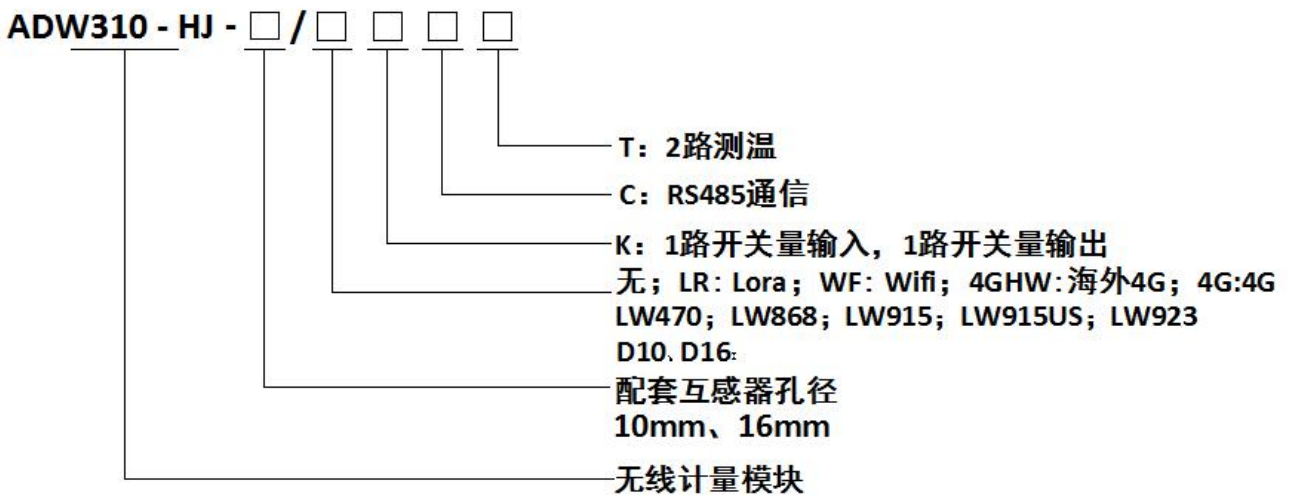 ADW310 - HJ - □ / □ □ □ □
T：2路测温
C：RS485通信
K：1路开关量输入，1路开关量输出
无；LR：Lora；WF：Wifi；4GHW：海外4G；4G:4G
LW470；LW868；LW915；LW915US；LW923
D10、D16：
配套互感器孔径
10mm、16mm
无线计量模块